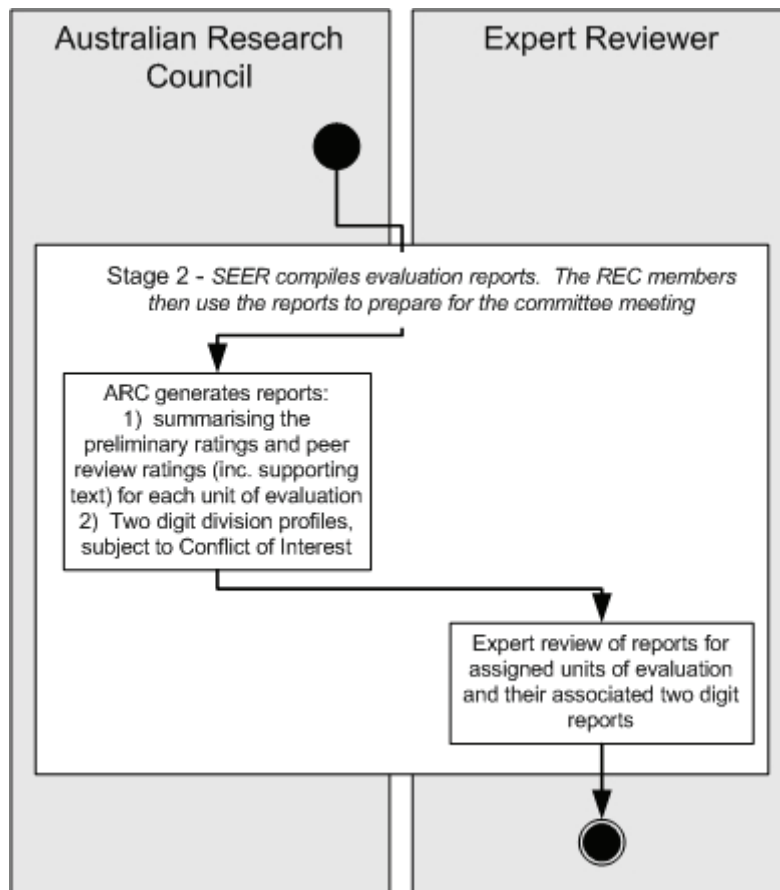 Australian Research
Council
Expert Reviewer
Stage 2 - SEER compiles evaluation reports. The REC members
then use the reports to prepare for the committee meeting
ARC generates reports:
1) summarising the
preliminary ratings and peer
review ratings (inc. supporting
text) for each unit of evaluation
2) Two digit division profiles,
subject to Conflict of Interest
Expert review of reports for
assigned units of evaluation
and their associated two digit
reports